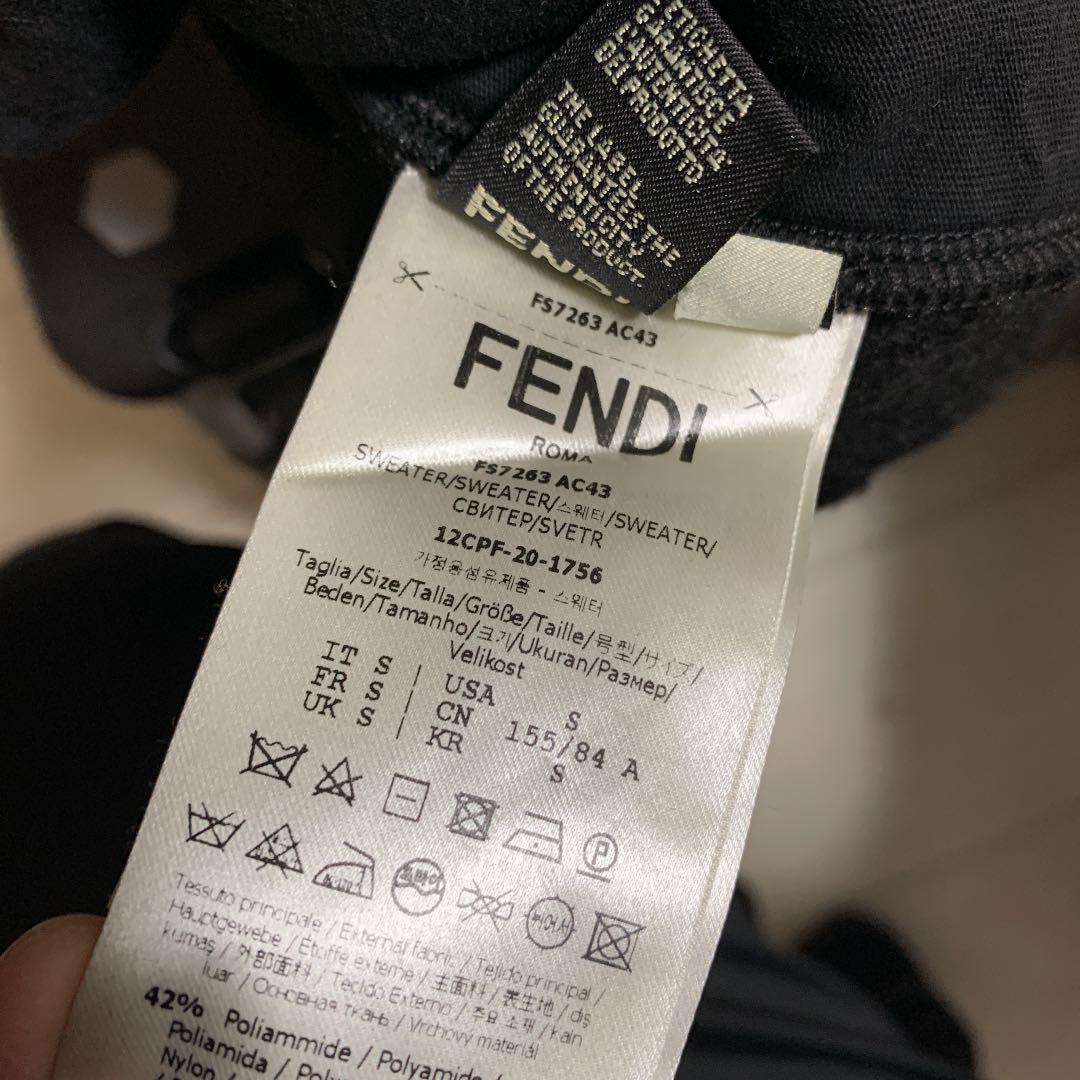 L'ETICHETTA
GARANTISCE
L'AUTENTICITA'
DEL PRODOTTO
THE LABEL
GUARANTEES THE
AUTHENTICITY
OF THE PRODUCT.
FENDI
FS7263 AC43
FENDI
ROMA
FS7263 AC43
SWEATER/SWEATER/스웨터/SWEATER/
СВИТЕР/SVETR
12CPF-20-1756
가정용섬유제품 - 스웨터
Taglia/Size/Talla/Größe/Taille/号型/サイズ/
Beden/Tamanho/크기/Ukuran/Размер/
Velikost
IT S | USA S
FR S | CN 155/84 A
UK S | KR S
P
Tessuto principale / External fabric / Tejido principal /
Hauptgewebe / Étoffe externe / 主面料 / 表生地 / dış
kumaş / 外部面料 / Tecido Externo / 주요 소재 / kain
luar / Основная ткань / Vrchový materiál
42% Poliammide / Polyamide /
Poliamida /
Nylon /